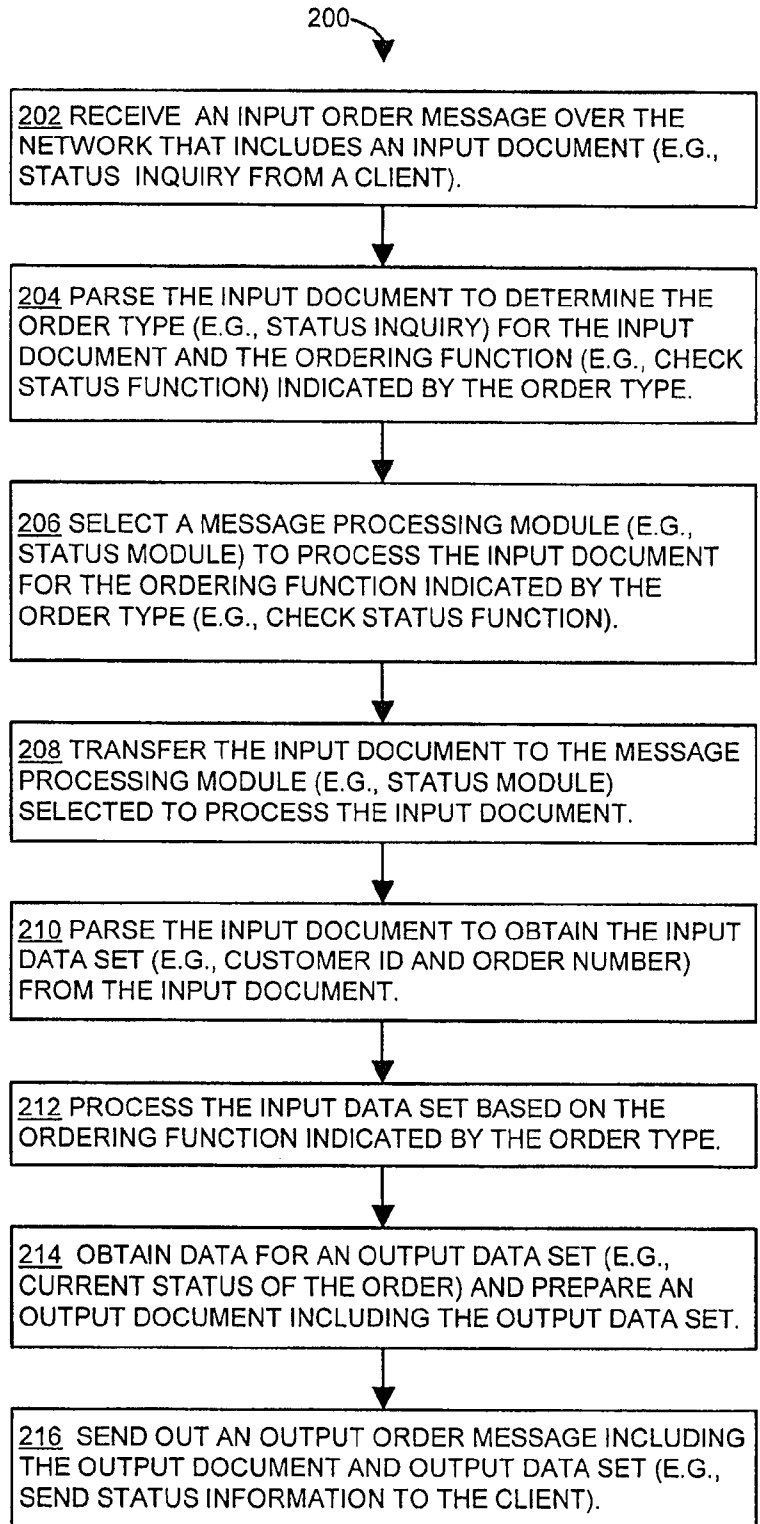 200
202 RECEIVE AN INPUT ORDER MESSAGE OVER THE
NETWORK THAT INCLUDES AN INPUT DOCUMENT (E.G.,
STATUS INQUIRY FROM A CLIENT).
204 PARSE THE INPUT DOCUMENT TO DETERMINE THE
ORDER TYPE (E.G., STATUS INQUIRY) FOR THE INPUT
DOCUMENT AND THE ORDERING FUNCTION (E.G., CHECK
STATUS FUNCTION) INDICATED BY THE ORDER TYPE.
206 SELECT A MESSAGE PROCESSING MODULE (E.G.,
STATUS MODULE) TO PROCESS THE INPUT DOCUMENT
FOR THE ORDERING FUNCTION INDICATED BY THE
ORDER TYPE (E.G., CHECK STATUS FUNCTION).
208 TRANSFER THE INPUT DOCUMENT TO THE MESSAGE
PROCESSING MODULE (E.G., STATUS MODULE)
SELECTED TO PROCESS THE INPUT DOCUMENT.
210 PARSE THE INPUT DOCUMENT TO OBTAIN THE INPUT
DATA SET (E.G., CUSTOMER ID AND ORDER NUMBER)
FROM THE INPUT DOCUMENT.
212 PROCESS THE INPUT DATA SET BASED ON THE
ORDERING FUNCTION INDICATED BY THE ORDER TYPE.
214 OBTAIN DATA FOR AN OUTPUT DATA SET (E.G.,
CURRENT STATUS OF THE ORDER) AND PREPARE AN
OUTPUT DOCUMENT INCLUDING THE OUTPUT DATA SET.
216 SEND OUT AN OUTPUT ORDER MESSAGE INCLUDING
THE OUTPUT DOCUMENT AND OUTPUT DATA SET (E.G.,
SEND STATUS INFORMATION TO THE CLIENT).